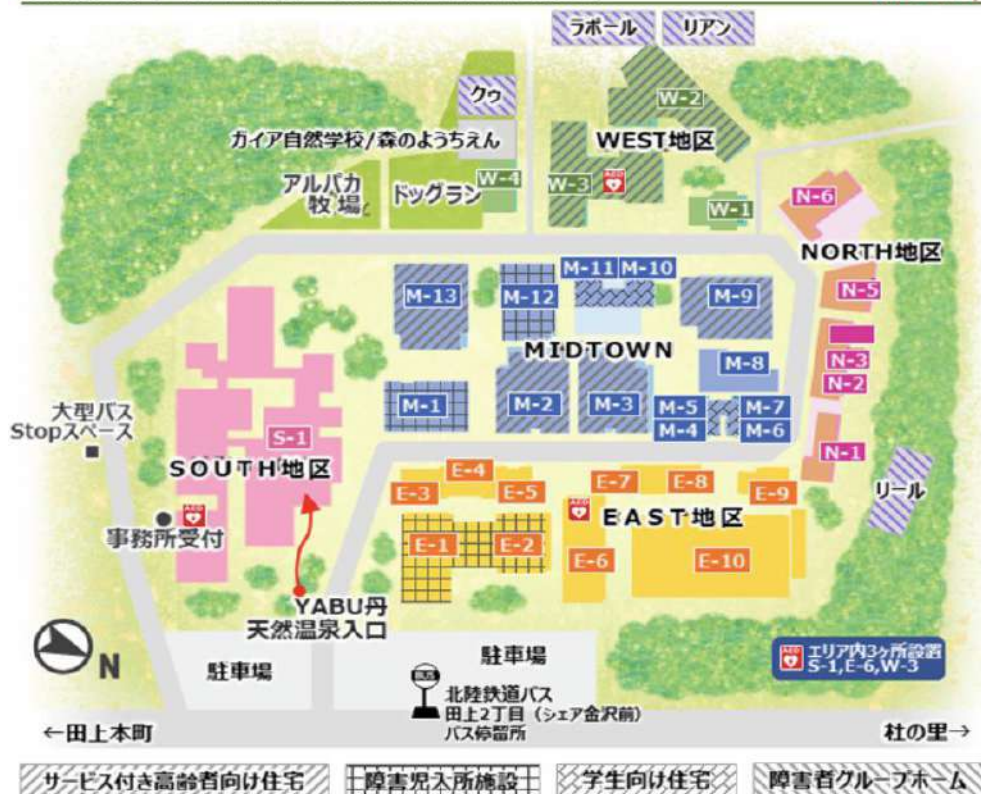 ラポール
リアン
クゥ
W-2
ガイア自然学校/森のようちえん
WEST地区
アルパカ
牧場
ドッグラン
W-4
W-3
AED
W-1
N-6
NORTH地区
M-13
M-12
M-11
M-10
M-9
N-5
MIDTOWN
M-8
N-3
N-2
M-1
M-2
M-3
M-5
M-7
M-4
M-6
大型バス
Stopスペース
S-1
SOUTH地区
N-1
E-4
E-3
E-5
E-7
E-8
E-9
リール
AED
事務所受付
AED
EAST地区
E-1
E-2
E-6
E-10
YABU丹
天然温泉入口
N
駐車場
駐車場
AED
エリア内3ヶ所設置
S-1,E-6,W-3
BUS
北陸鉄道バス
田上2丁目（シェア金沢前）
バス停留所
←田上本町
杜の里→
サービス付き高齢者向け住宅
障害児入所施設
学生向け住宅
障害者グループホーム